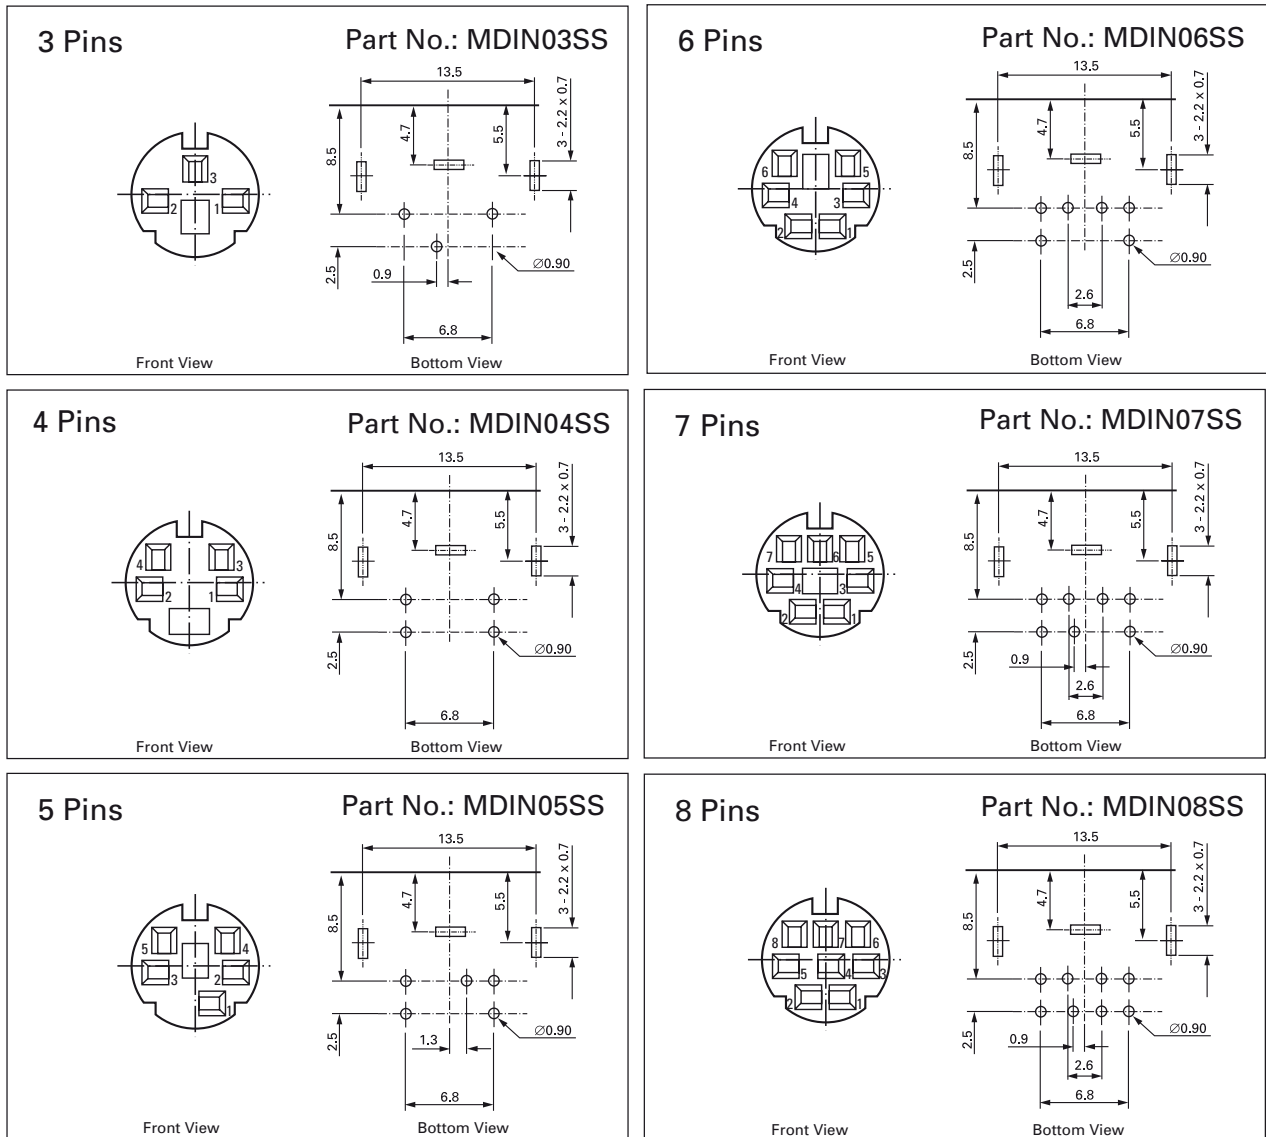 3 Pins
Part No.: MDIN03SS
13.5
8.5
4.7
5.5
3 - 2.2 x 0.7
3
2
1
2.5
0.9
Ø0.90
6.8
Front View
Bottom View
6 Pins
Part No.: MDIN06SS
13.5
8.5
4.7
5.5
3 - 2.2 x 0.7
6
5
4
3
2
1
2.5
Ø0.90
2.6
6.8
Front View
Bottom View
4 Pins
Part No.: MDIN04SS
13.5
8.5
4.7
5.5
3 - 2.2 x 0.7
4
3
2
1
2.5
Ø0.90
6.8
Front View
Bottom View
7 Pins
Part No.: MDIN07SS
13.5
8.5
4.7
5.5
3 - 2.2 x 0.7
7
6
5
4
3
2
1
2.5
0.9
Ø0.90
2.6
6.8
Front View
Bottom View
5 Pins
Part No.: MDIN05SS
13.5
8.5
4.7
5.5
3 - 2.2 x 0.7
5
4
3
2
1
2.5
1.3
Ø0.90
6.8
Front View
Bottom View
8 Pins
Part No.: MDIN08SS
13.5
8.5
4.7
5.5
3 - 2.2 x 0.7
8
7
6
5
4
3
2
1
2.5
0.9
Ø0.90
2.6
6.8
Front View
Bottom View